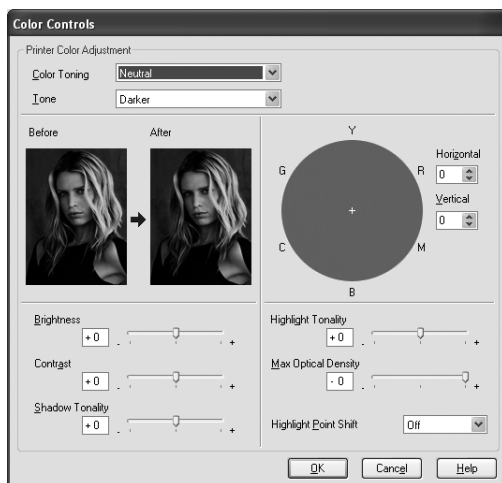 Color Controls
Printer Color Adjustment
Color Toning Neutral
Tone Darker
Before After
Y
G R
C M
B
Horizontal
0
Vertical
0
Brightness
+ 0 - +
Contrast
+ 0 - +
Shadow Tonality
+ 0 - +
Highlight Tonality
+ 0 - +
Max Optical Density
- 0 - +
Highlight Point Shift Off
OK Cancel Help